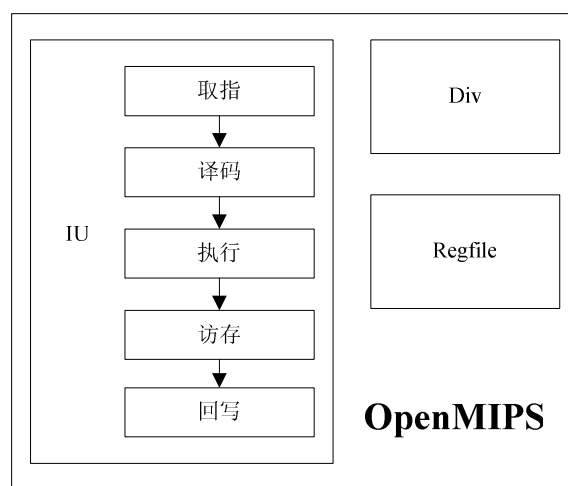 取指
译码
IU
执行
访存
回写
Div
Regfile
OpenMIPS